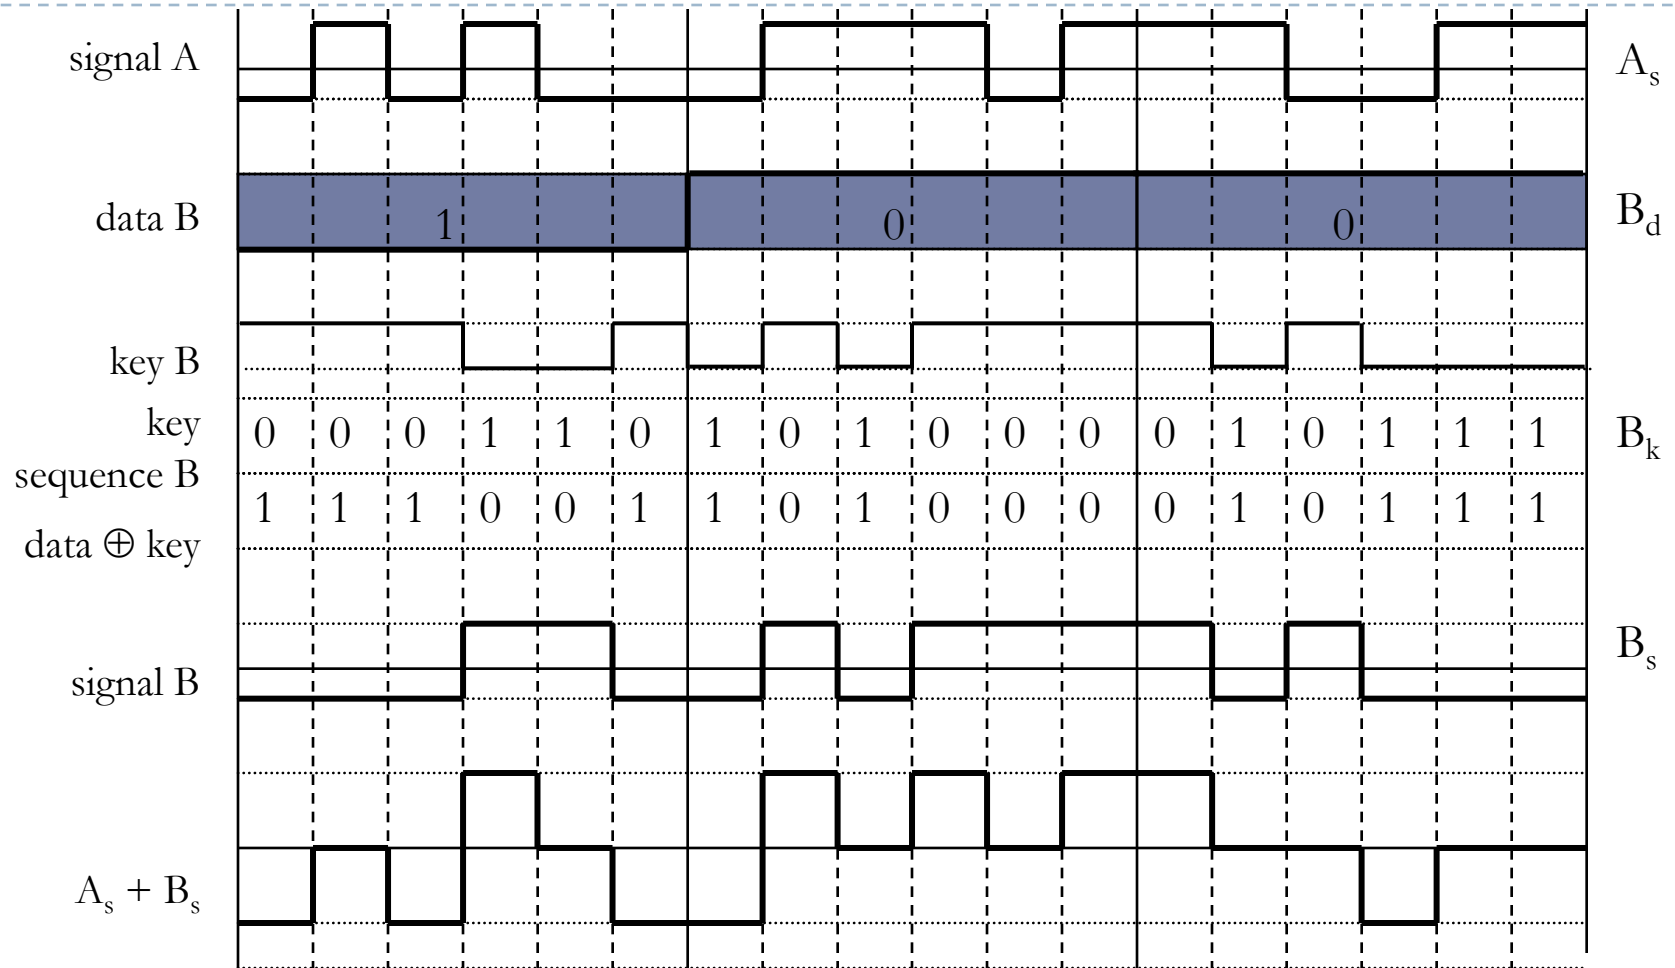 signal A A_s
data B 1 0 0 B_d
key B
key
0 0 0 1 1 0 1 0 1 0 0 0 0 1 0 1 1 1 B_k
sequence B
1 1 1 0 0 1 1 0 1 0 0 0 0 1 0 1 1 1
data ⊕ key
B_s
signal B
A_s + B_s